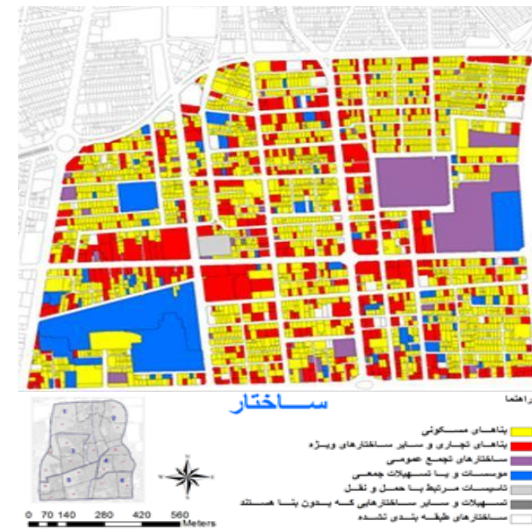 ساختار
راهنما
بناهای مسکونی
بناهای تجاری و سایر ساختارهای ویژه
ساختارهای تجمع عمومی
موسسات و یا تسهیلات جمعی
تاسیسات مرتبط با حمل و نقل
تسهیلات و سایر ساختارهایی که بدون بنا هستند
ساختارهای طبقه بندی نشده
0 70 140 280 420 560
Meters